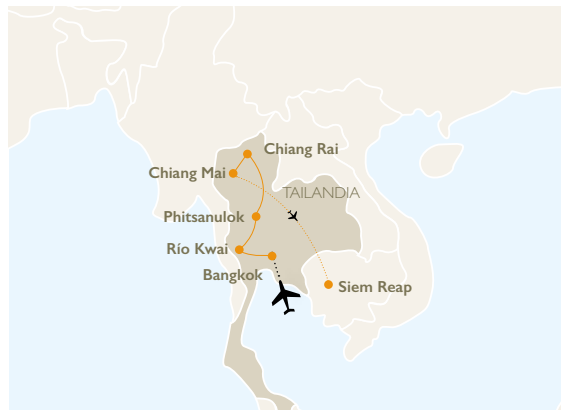 Chiang Rai
Chiang Mai
TAILANDIA
Phitsanulok
Río Kwai
Bangkok
Siem Reap